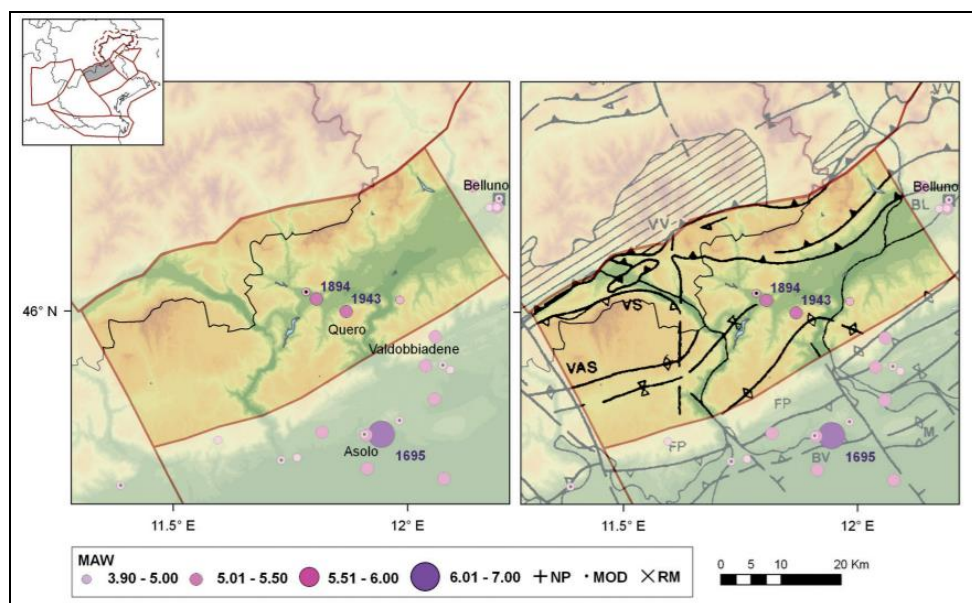 Belluno
1894
1943
46° N
Quero
Valdobbiadene
Asolo
1695
11.5° E
12° E
VV
VV
Belluno
BL
1894
1943
VS
VAS
FP
FP
M
BV
1695
11.5° E
12° E
MAW
3.90 - 5.00
5.01 - 5.50
5.51 - 6.00
6.01 - 7.00
NP
MOD
RM
0
5
10
20 Km